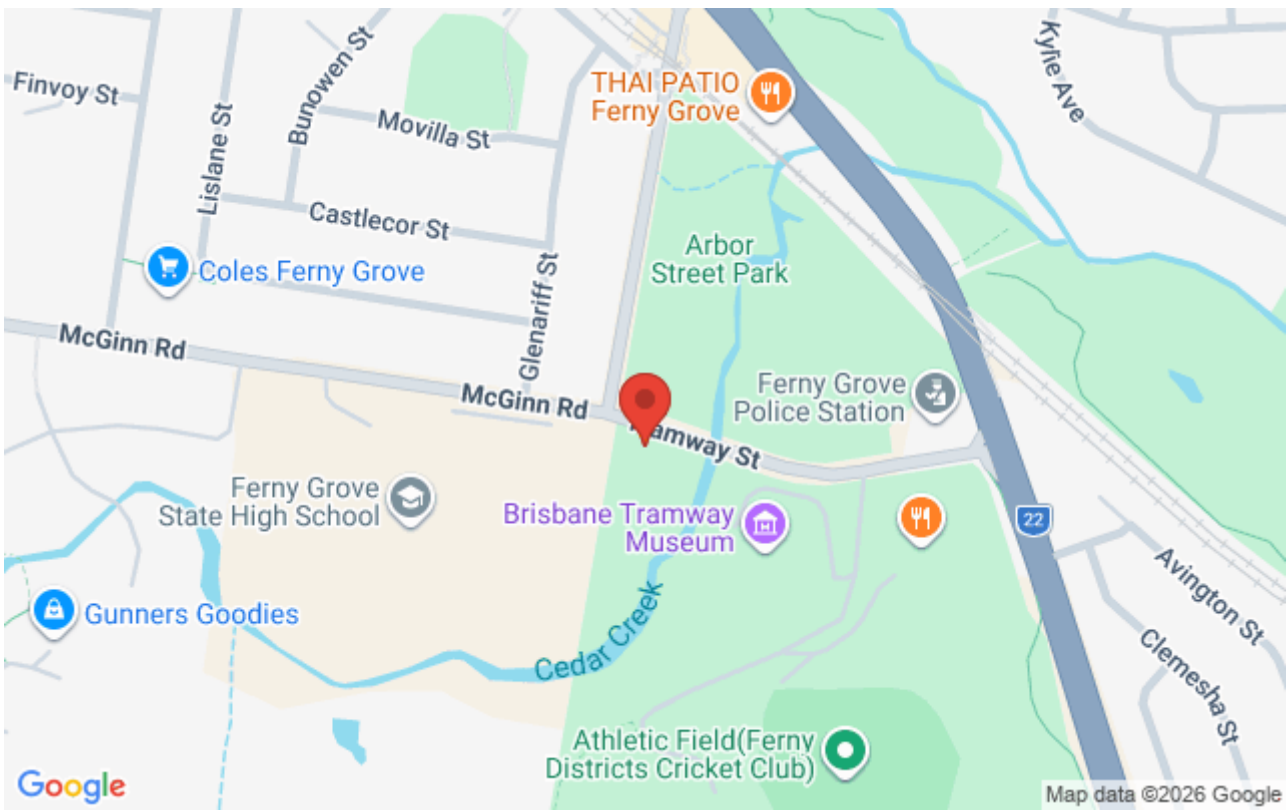 Finvoy St
Bunowen St
Lislane St
Movilla St
Castlecor St
Glenariff St
THAI PATIO
Ferny Grove
Kylie Ave
Coles Ferny Grove
Arbor
Street Park
McGinn Rd
McGinn Rd
Tramway St
Ferny Grove
Police Station
Ferny Grove
State High School
Brisbane Tramway
Museum
22
Avington St
Clemesha St
Gunners Goodies
Cedar Creek
Athletic Field(Ferny
Districts Cricket Club)
Google
Map data ©2026 Google